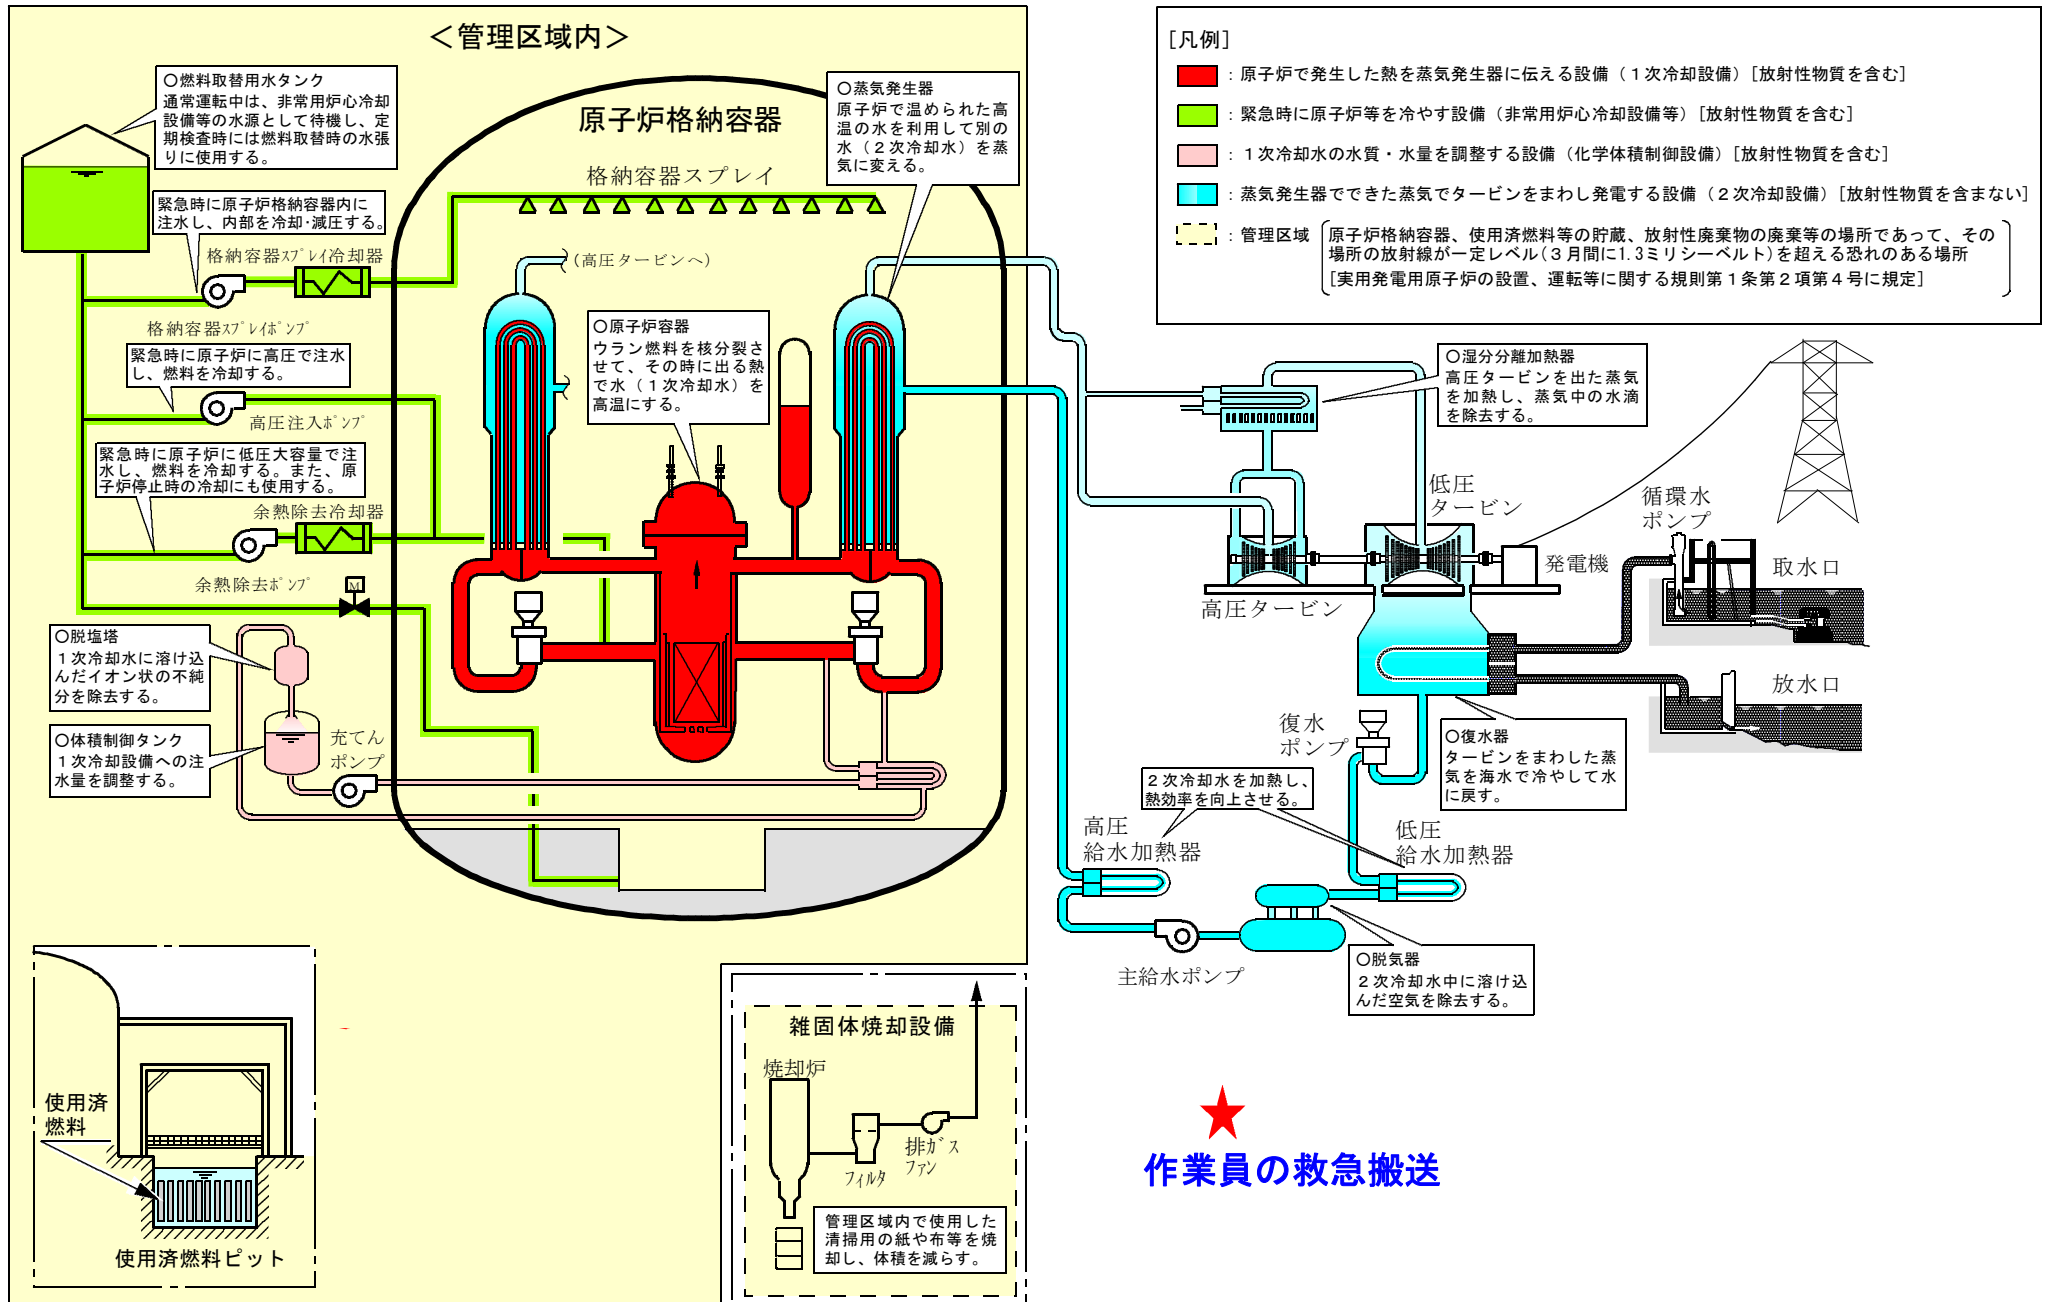 ＜管理区域内＞
○燃料取替用水タンク
通常運転中は、非常用炉心冷却
設備等の水源として待機し、定
期検査時には燃料取替時の水張
りに使用する。
緊急時に原子炉格納容器内に
注水し、内部を冷却･減圧する。
格納容器ｽﾌﾟﾚｲ冷却器
格納容器ｽﾌﾟﾚｲﾎﾟﾝﾌﾟ
緊急時に原子炉に高圧で注水
し、燃料を冷却する。
高圧注入ﾎﾟﾝﾌﾟ
緊急時に原子炉に低圧大容量で注
水し、燃料を冷却する。また、原
子炉停止時の冷却にも使用する。
余熱除去冷却器
余熱除去ﾎﾟﾝﾌﾟ
M
○脱塩塔
１次冷却水に溶け込
んだイオン状の不純
分を除去する。
○体積制御タンク
１次冷却設備への注
水量を調整する。
充てん
ポンプ
原子炉格納容器
格納容器スプレイ
(高圧タービンへ)
○蒸気発生器
原子炉で温められた高
温の水を利用して別の
水（２次冷却水）を蒸
気に変える。
○原子炉容器
ウラン燃料を核分裂さ
せて、その時に出る熱
で水（１次冷却水）を
高温にする。
[凡例]
：原子炉で発生した熱を蒸気発生器に伝える設備（１次冷却設備）[放射性物質を含む]
：緊急時に原子炉等を冷やす設備（非常用炉心冷却設備等）[放射性物質を含む]
：１次冷却水の水質・水量を調整する設備（化学体積制御設備）[放射性物質を含む]
：蒸気発生器でできた蒸気でタービンをまわし発電する設備（２次冷却設備）[放射性物質を含まない]
：管理区域
原子炉格納容器、使用済燃料等の貯蔵、放射性廃棄物の廃棄等の場所であって、その
場所の放射線が一定レベル(３月間に1.3ミリシーベルト)を超える恐れのある場所
[実用発電用原子炉の設置、運転等に関する規則第１条第２項第４号に規定]
○湿分分離加熱器
高圧タービンを出た蒸気
を加熱し、蒸気中の水滴
を除去する。
低圧
タービン
高圧タービン
発電機
循環水
ポンプ
取水口
放水口
復水
ポンプ
○復水器
タービンをまわした蒸
気を海水で冷やして水
に戻す。
２次冷却水を加熱し、
熱効率を向上させる。
高圧
給水加熱器
低圧
給水加熱器
主給水ポンプ
○脱気器
２次冷却水中に溶け込
んだ空気を除去する。
使用済
燃料
使用済燃料ピット
雑固体焼却設備
焼却炉
ﾌｨﾙﾀ
排ｶﾞｽ
ﾌｧﾝ
管理区域内で使用した
清掃用の紙や布等を焼
却し、体積を減らす。
作業員の救急搬送